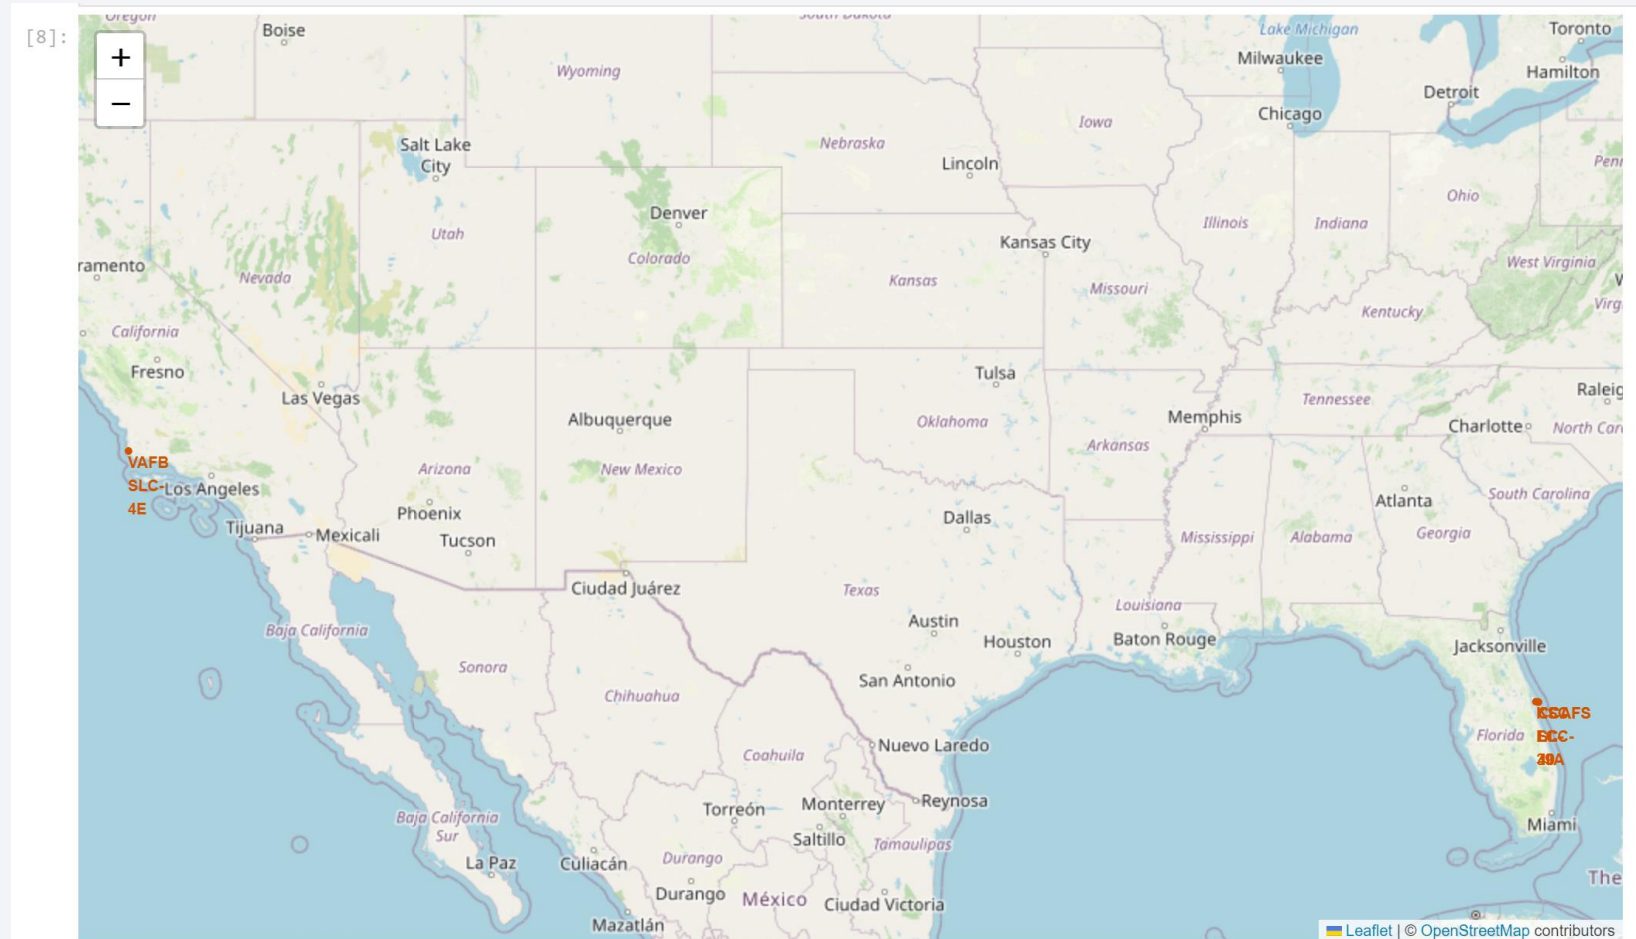 [8]:
+
−
Oregon
Boise
South Dakota
Lake Michigan
Toronto
Milwaukee
Hamilton
Wyoming
Detroit
Chicago
Iowa
Salt Lake
City
Nebraska
Lincoln
Penn
Ohio
Denver
Utah
Illinois
Indiana
Kansas City
ramento
Nevada
Colorado
Kansas
Missouri
West Virginia
Virg
California
Kentucky
Fresno
Las Vegas
Tulsa
Raleig
Albuquerque
Oklahoma
Tennessee
Memphis
Charlotte
North Car
VAFB
SLC-
4E
Los Angeles
Arizona
New Mexico
Arkansas
Atlanta
South Carolina
Phoenix
Dallas
Tijuana
Mexicali
Tucson
Mississippi
Alabama
Georgia
Ciudad Juárez
Texas
Louisiana
Baja California
Austin
Houston
Baton Rouge
Jacksonville
Sonora
San Antonio
Chihuahua
Florida
Coahuila
Nuevo Laredo
Torreón
Monterrey
Reynosa
Baja California
Sur
Saltillo
Tamaulipas
Miami
La Paz
Culiacán
Durango
The
Durango
México
Ciudad Victoria
Mazatlán
Leaflet | © OpenStreetMap contributors